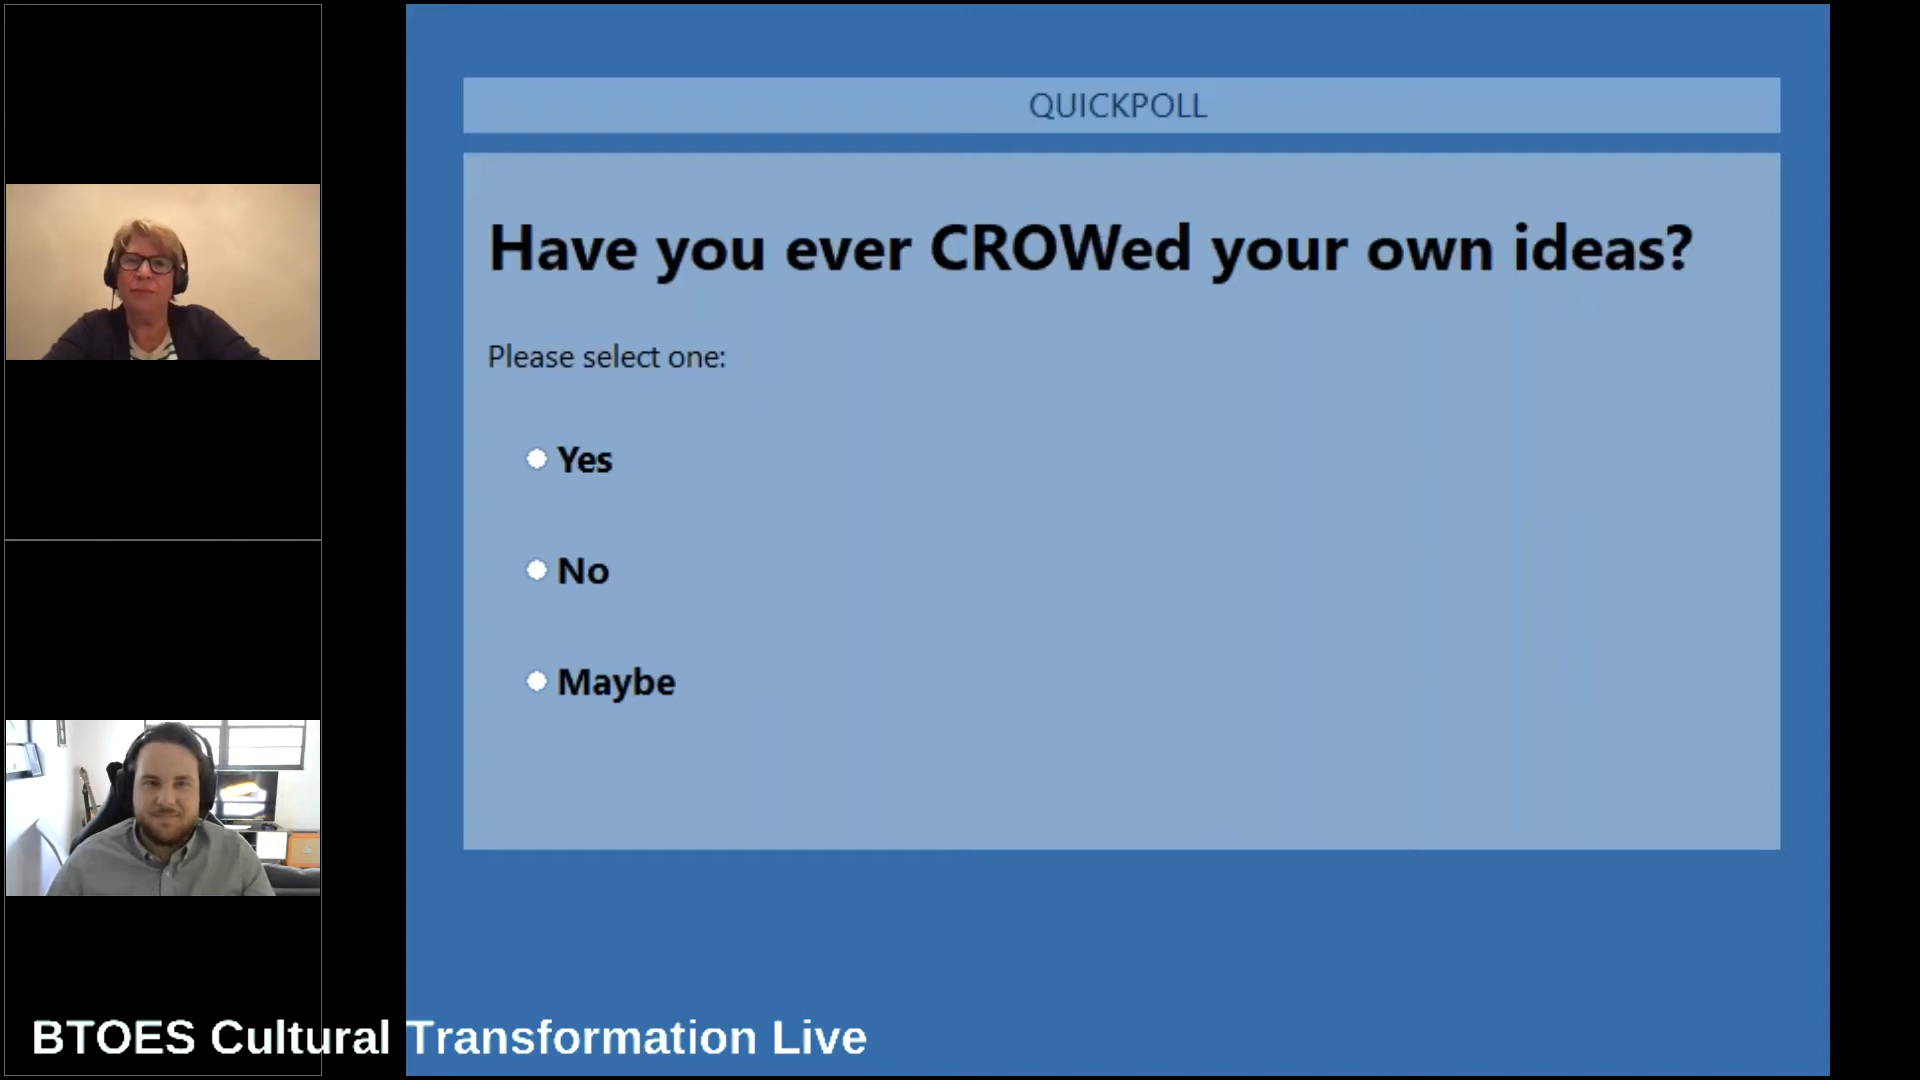 QUICKPOLL
Have you ever CROWed your own ideas?
Please select one:
Yes
No
Maybe
BTOES Cultural Transformation Live